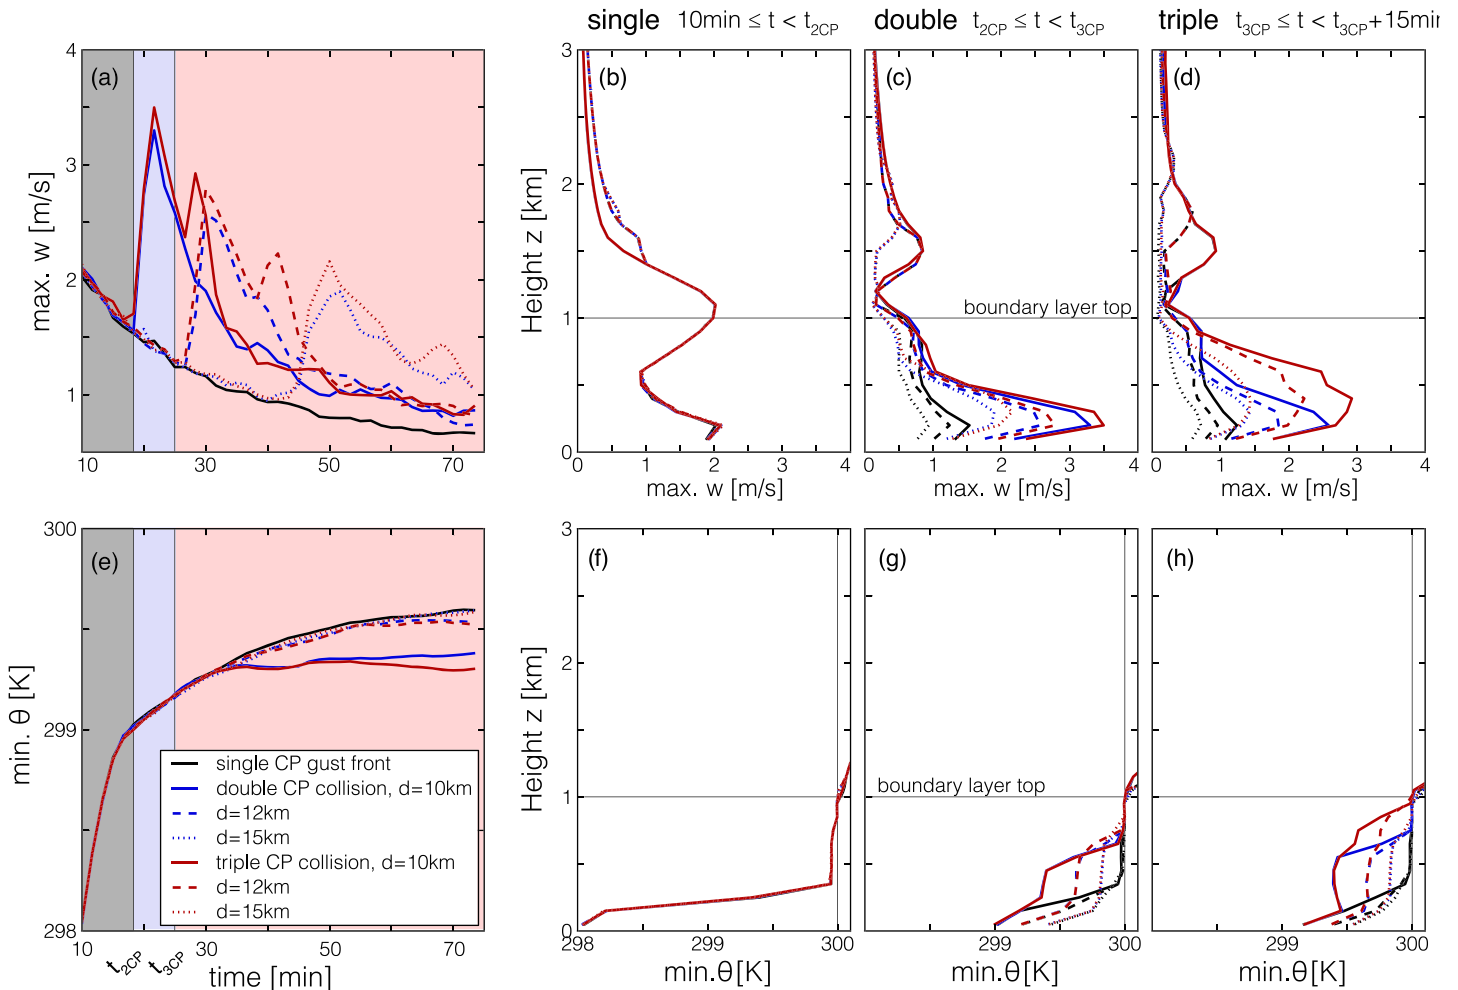 single 10min ≤ t < t2CP
double t2CP ≤ t < t3CP
triple t3CP ≤ t < t3CP+15min
(a)
4
3
2
1
max. w [m/s]
10 30 50 70
(b)
3
2
1
0
Height z [km]
0 1 2 3 4
max. w [m/s]
(c)
boundary layer top
0 1 2 3 4
max. w [m/s]
(d)
0 1 2 3 4
max. w [m/s]
(e)
300
299
298
min. θ [K]
single CP gust front
double CP collision, d=10km
d=12km
d=15km
triple CP collision, d=10km
d=12km
d=15km
10 30 50 70
t2CP t3CP
time [min]
(f)
3
2
1
0
Height z [km]
298 299 300
min.θ[K]
(g)
boundary layer top
299 300
min.θ[K]
(h)
299 300
min.θ[K]